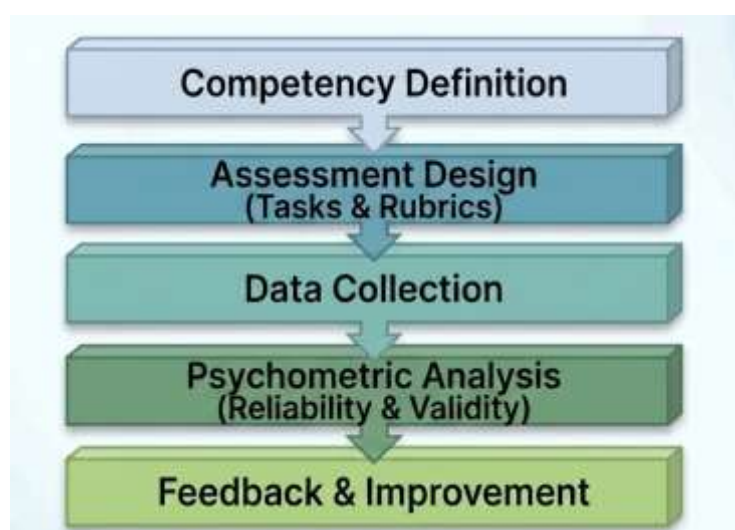 Competency Definition
Assessment Design
(Tasks & Rubrics)
Data Collection
Psychometric Analysis
(Reliability & Validity)
Feedback & Improvement